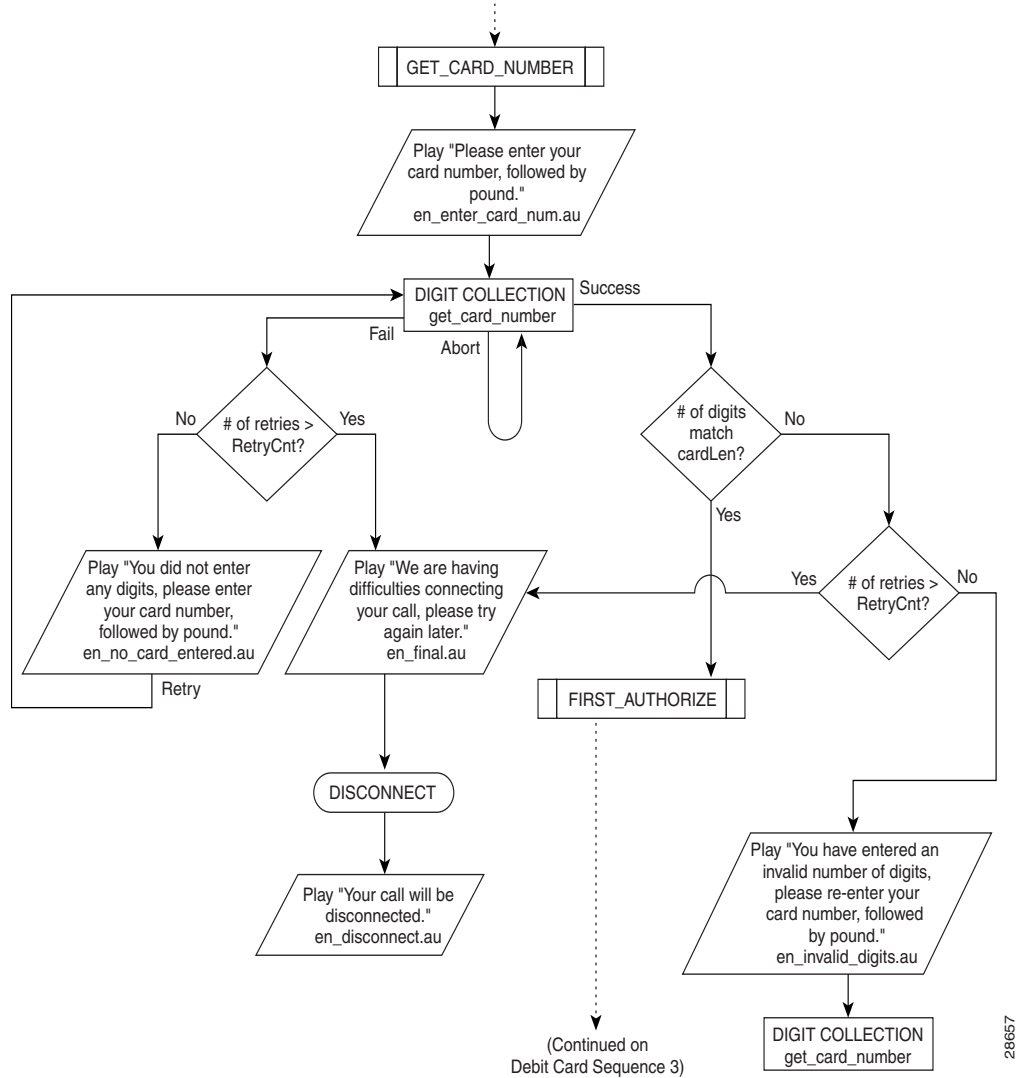 GET_CARD_NUMBER
Play "Please enter your
card number, followed by
pound."
en_enter_card_num.au
DIGIT COLLECTION
get_card_number
Success
Fail
Abort
No
# of retries >
RetryCnt?
Yes
# of digits
match
cardLen?
No
Yes
Play "You did not enter
any digits, please enter
your card number,
followed by pound."
en_no_card_entered.au
Retry
Play "We are having
difficulties connecting
your call, please try
again later."
en_final.au
Yes
# of retries >
RetryCnt?
No
FIRST_AUTHORIZE
DISCONNECT
Play "Your call will be
disconnected."
en_disconnect.au
Play "You have entered an
invalid number of digits,
please re-enter your
card number, followed
by pound."
en_invalid_digits.au
(Continued on
Debit Card Sequence 3)
DIGIT COLLECTION
get_card_number
28657